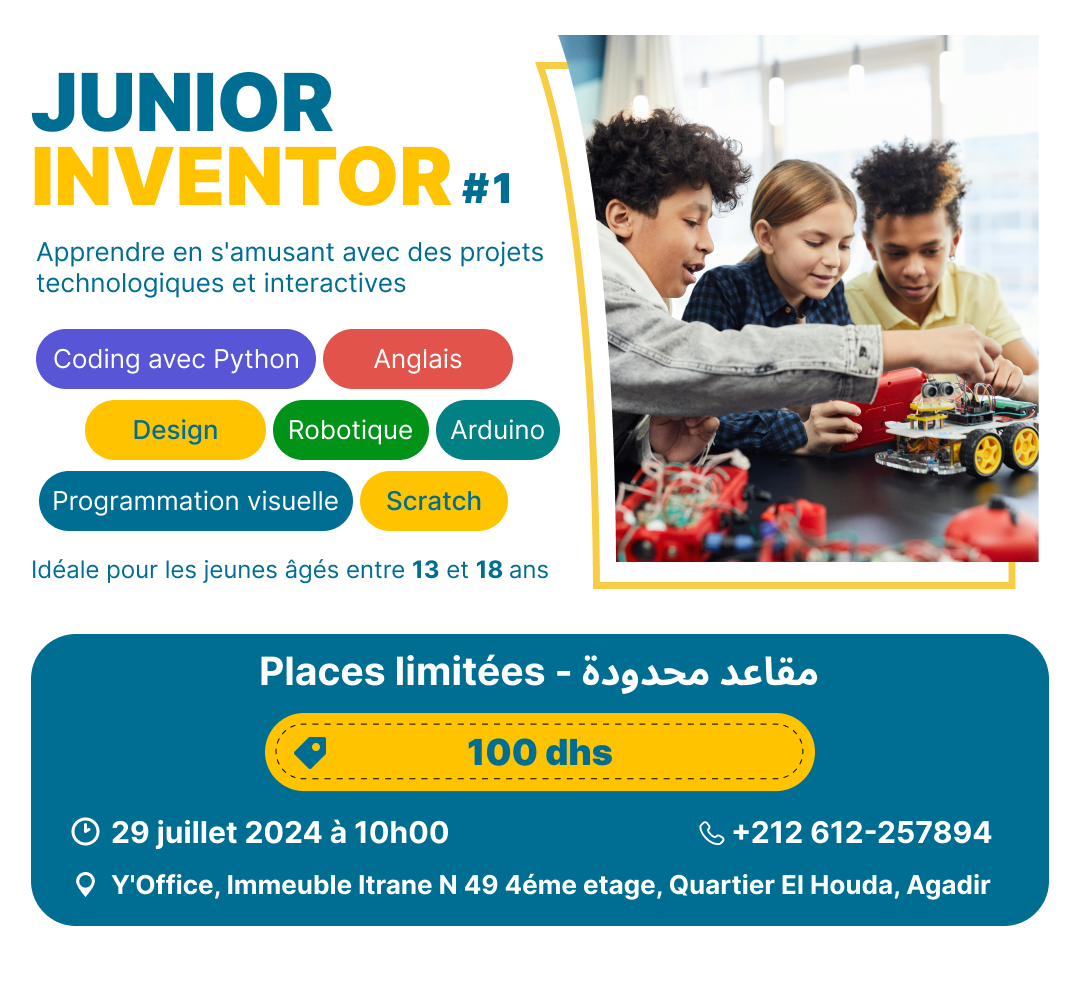 JUNIOR
INVENTOR #1
Apprendre en s'amusant avec des projets
technologiques et interactives
Coding avec Python
Anglais
Design
Robotique
Arduino
Programmation visuelle
Scratch
Idéale pour les jeunes âgés entre 13 et 18 ans
Places limitées - مقاعد محدودة
100 dhs
29 juillet 2024 à 10h00
+212 612-257894
Y'Office, Immeuble Itrane N 49 4éme etage, Quartier El Houda, Agadir